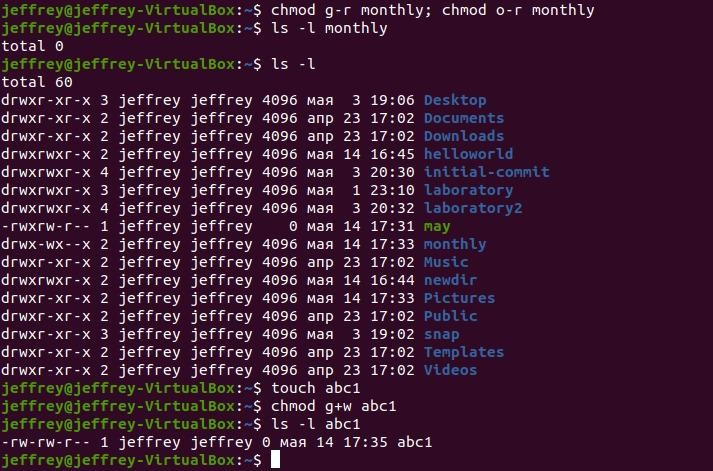 jeffrey@jeffrey-VirtualBox:~$ chmod g-r monthly; chmod o-r monthly
jeffrey@jeffrey-VirtualBox:~$ ls -l monthly
total 0
jeffrey@jeffrey-VirtualBox:~$ ls -l
total 60
drwxr-xr-x 3 jeffrey jeffrey 4096 мая  3 19:06 Desktop
drwxr-xr-x 2 jeffrey jeffrey 4096 апр 23 17:02 Documents
drwxr-xr-x 2 jeffrey jeffrey 4096 апр 23 17:02 Downloads
drwxrwxr-x 2 jeffrey jeffrey 4096 мая 14 16:45 helloworld
drwxrwxr-x 4 jeffrey jeffrey 4096 мая  3 20:30 initial-commit
drwxrwxr-x 3 jeffrey jeffrey 4096 мая  1 23:10 laboratory
drwxrwxr-x 4 jeffrey jeffrey 4096 мая  3 20:32 laboratory2
-rwxrw-r-- 1 jeffrey jeffrey    0 мая 14 17:31 may
drwx-wx--x 2 jeffrey jeffrey 4096 мая 14 17:33 monthly
drwxr-xr-x 2 jeffrey jeffrey 4096 апр 23 17:02 Music
drwxrwxr-x 2 jeffrey jeffrey 4096 мая 14 16:44 newdir
drwxr-xr-x 2 jeffrey jeffrey 4096 мая 14 17:33 Pictures
drwxr-xr-x 2 jeffrey jeffrey 4096 апр 23 17:02 Public
drwxr-xr-x 3 jeffrey jeffrey 4096 мая  3 19:02 snap
drwxr-xr-x 2 jeffrey jeffrey 4096 апр 23 17:02 Templates
drwxr-xr-x 2 jeffrey jeffrey 4096 апр 23 17:02 Videos
jeffrey@jeffrey-VirtualBox:~$ touch abc1
jeffrey@jeffrey-VirtualBox:~$ chmod g+w abc1
jeffrey@jeffrey-VirtualBox:~$ ls -l abc1
-rw-rw-r-- 1 jeffrey jeffrey 0 мая 14 17:35 abc1
jeffrey@jeffrey-VirtualBox:~$